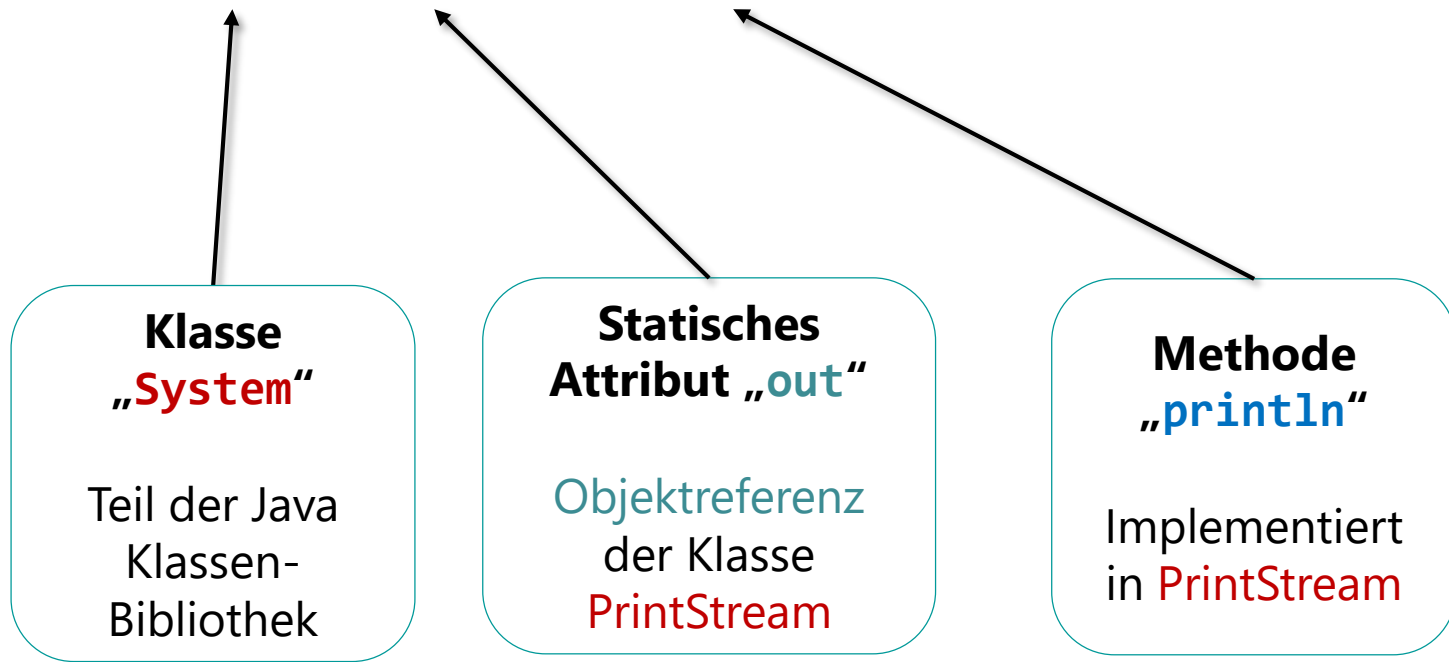 Klasse
„System“
Teil der Java
Klassen-
Bibliothek
Statisches
Attribut „out“
Objektreferenz
der Klasse
PrintStream
Methode
„println“
Implementiert
in PrintStream